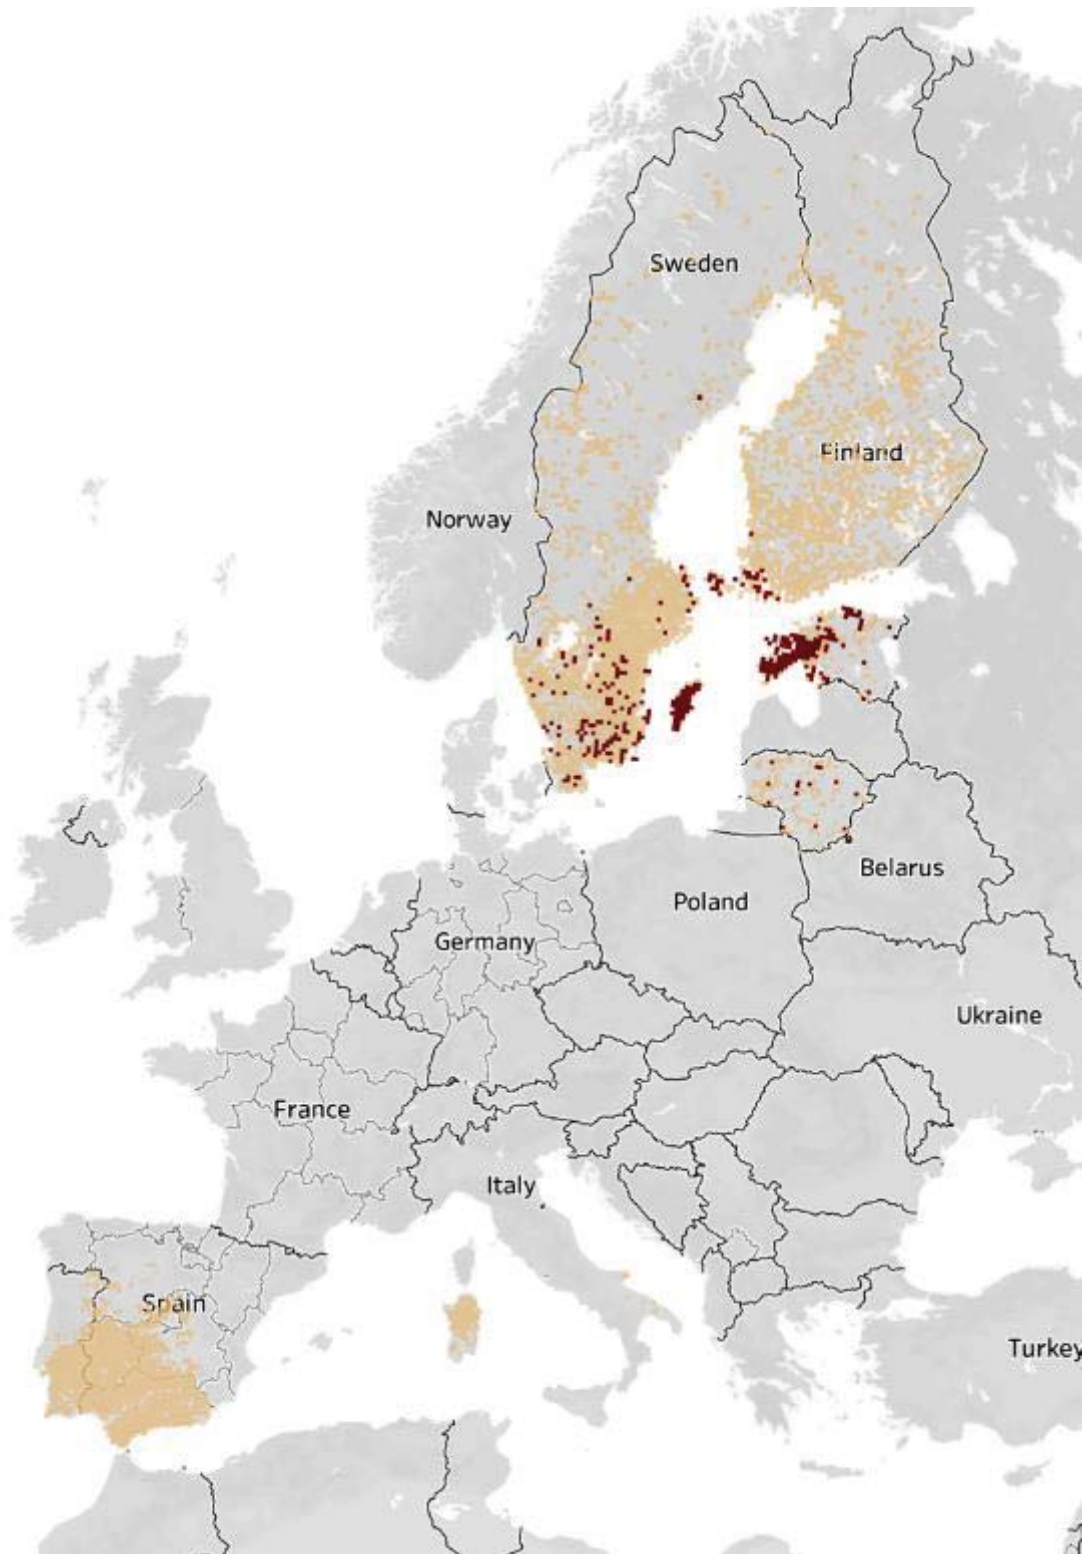 Sweden
Finland
Norway
Belarus
Poland
Germany
Ukraine
France
Italy
Spain
Turkey